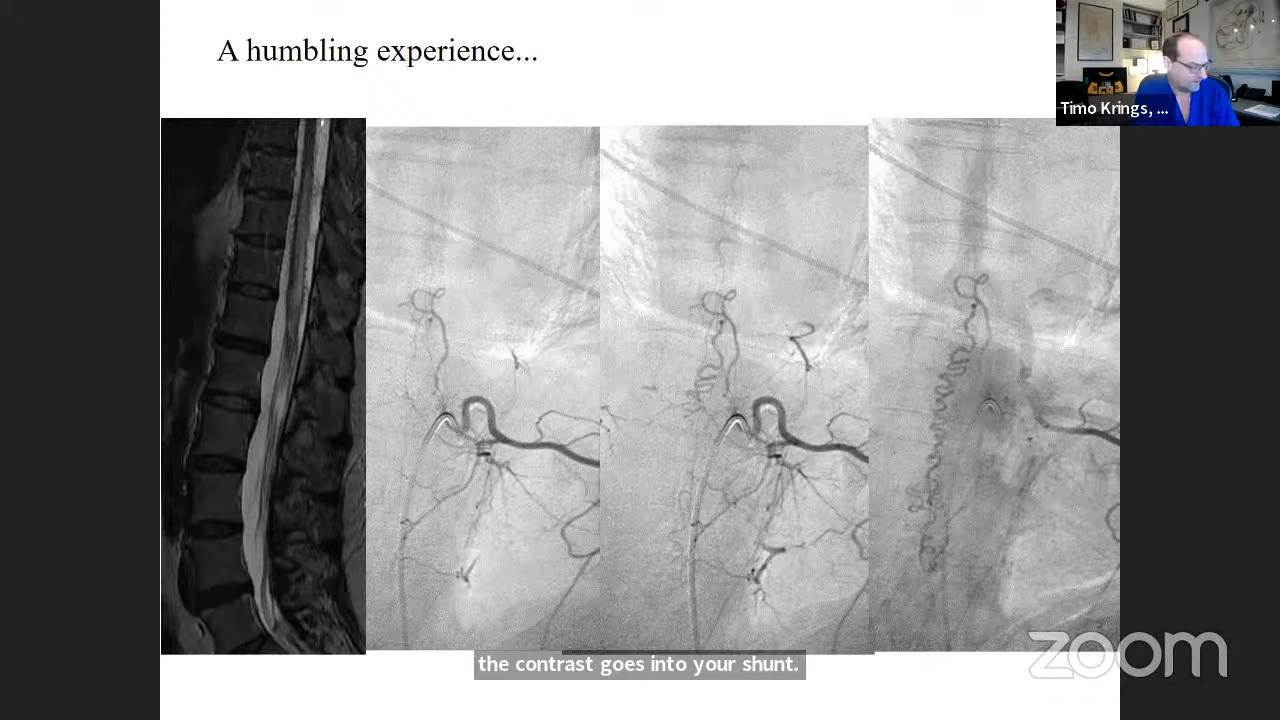 A humbling experience...
Timo Krings, ...
the contrast goes into your shunt.
zoom